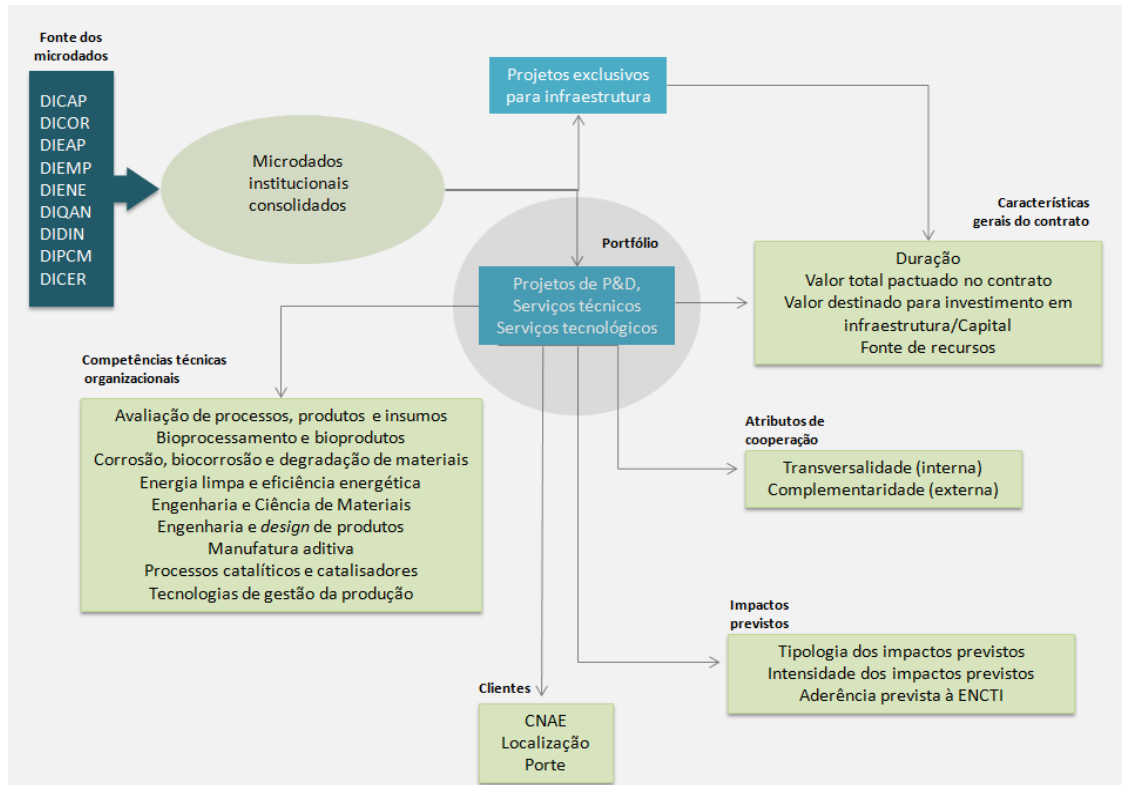 Fonte dos
microdados
DICAP
DICOR
DIEAP
DIEMP
DIENE
DIQAN
DIDIN
DIPCM
DICER
Microdados
institucionais
consolidados
Projetos exclusivos
para infraestrutura
Portfólio
Projetos de P&D,
Serviços técnicos
Serviços tecnológicos
Características
gerais do contrato
Duração
Valor total pactuado no contrato
Valor destinado para investimento em
infraestrutura/Capital
Fonte de recursos
Competências técnicas
organizacionais
Avaliação de processos, produtos e insumos
Bioprocessamento e bioprodutos
Corrosão, biocorrosão e degradação de materiais
Energia limpa e eficiência energética
Engenharia e Ciência de Materiais
Engenharia e design de produtos
Manufatura aditiva
Processos catalíticos e catalisadores
Tecnologias de gestão da produção
Atributos de
cooperação
Transversalidade (interna)
Complementaridade (externa)
Impactos
previstos
Tipologia dos impactos previstos
Intensidade dos impactos previstos
Aderência prevista à ENCTI
Clientes
CNAE
Localização
Porte